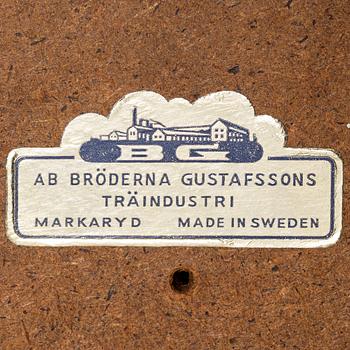 BG
AB BRÖDERNA GUSTAFSSONS
TRÄINDUSTRI
MARKARYD MADE IN SWEDEN